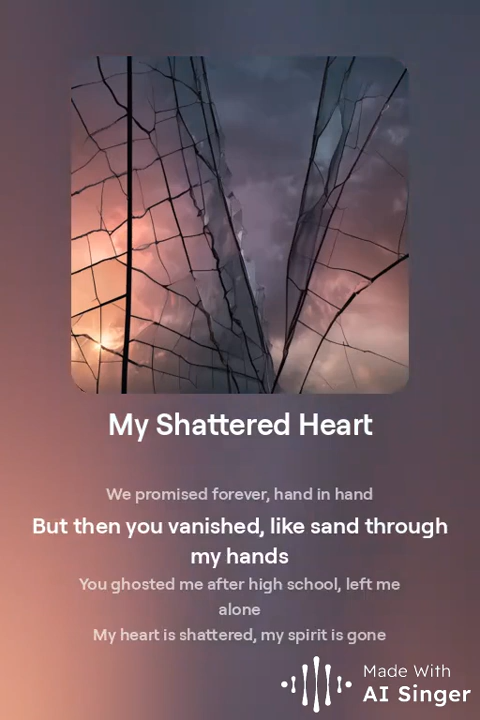 My Shattered Heart
We promised forever, hand in hand
But then you vanished, like sand through
my hands
You ghosted me after high school, left me
alone
My heart is shattered, my spirit is gone
Made With
AI Singer